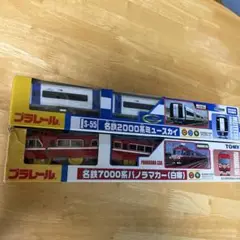 プラレール
S-55
名鉄2000系ミュースカイ
プラレール
PANORAMA CAR
TOMY
名鉄7000系パノラマカー(白帯)